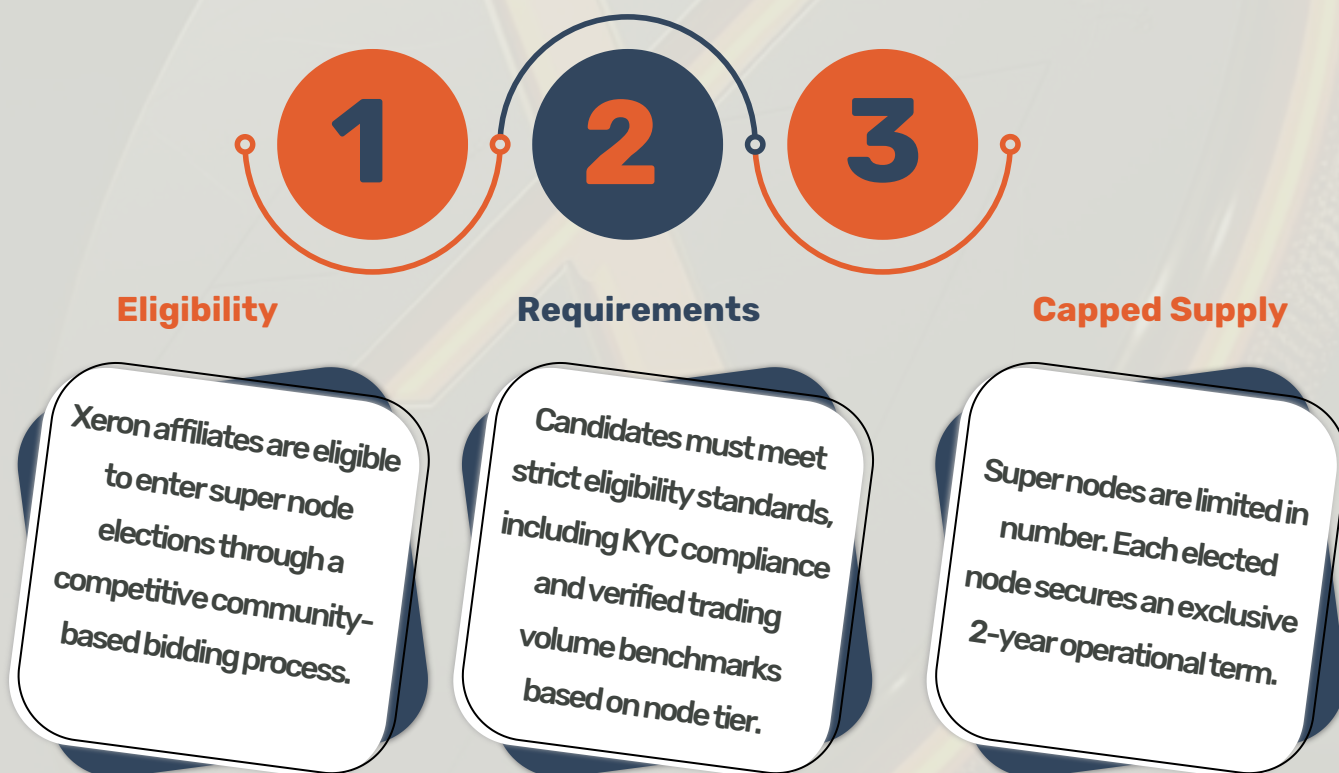 1
2
3
Eligibility
Requirements
Capped Supply
Xeron affiliates are eligible
to enter super node
elections through a
competitive community-
based bidding process.
Candidates must meet
strict eligibility standards,
including KYC compliance
and verified trading
volume benchmarks
based on node tier.
Super nodes are limited in
number. Each elected
node secures an exclusive
2-year operational term.